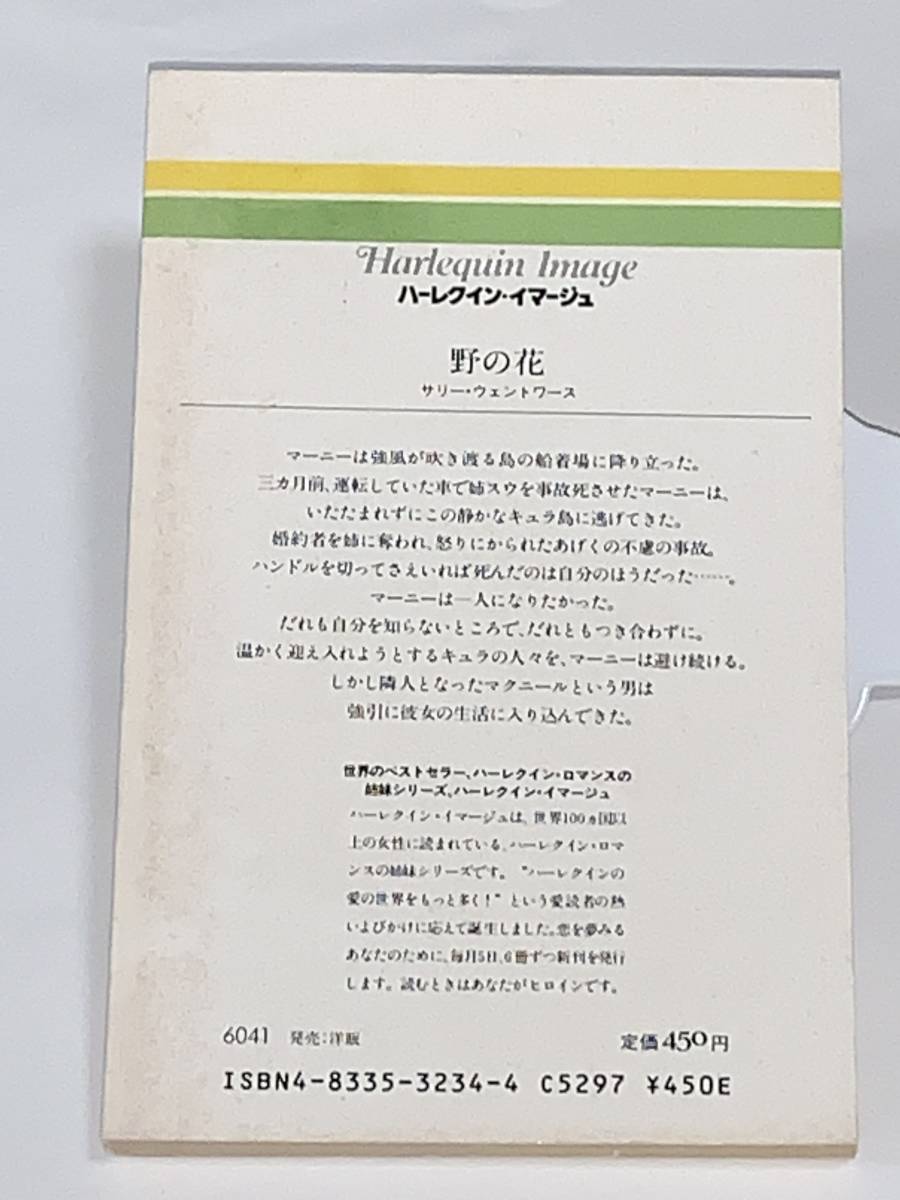 Harlequin Image
ハーレクイン・イマージュ
野の花
サリー・ウェントワース
マーニーは強風が吹き渡る島の船着場に降り立った。
三カ月前、運転していた車で姉スウを事故死させたマーニーは、
いたたまれずにこの静かなキュラ島に逃げてきた。
婚約者を姉に奪われ、怒りにかられたあげくの不慮の事故。
ハンドルを切ってさえいれば死んだのは自分のほうだった……。
マーニーは一人になりたかった。
だれも自分を知らないところで、だれともつき合わずに。
温かく迎え入れようとするキュラの人々を、マーニーは避け続ける。
しかし隣人となったマクニールという男は
強引に彼女の生活に入り込んできた。
世界のベストセラー、ハーレクイン・ロマンスの
姉妹シリーズ、ハーレクイン・イマージュ
ハーレクイン・イマージュは、世界100ヵ国以
上の女性に読まれている、ハーレクイン・ロマ
ンスの姉妹シリーズです。“ハーレクインの
愛の世界をもっと多く！”という愛読者の熱
いよびかけに応えて誕生しました。恋を夢みる
あなたのために、毎月5日、6冊ずつ新刊を発行
します。読むときはあなたがヒロインです。
6041 発売：洋販 定価450円
ISBN4-8335-3234-4 C5297 ¥450E